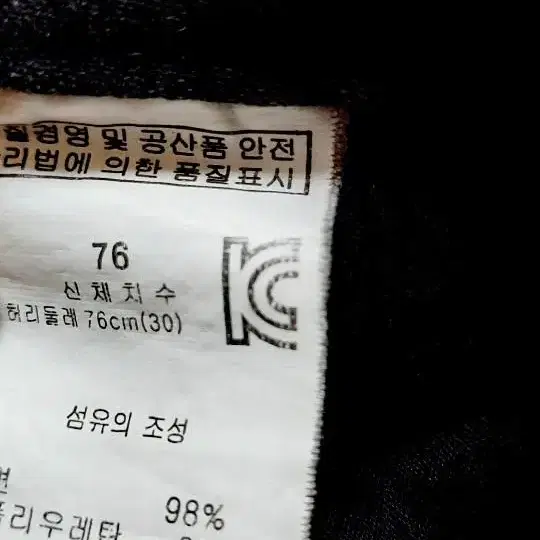 질경영 및 공산품 안전
리법에 의한 품질표시
76
KC
신체치수
허리둘레 76cm(30)
섬유의 조성
면
98%
폴리우레탄